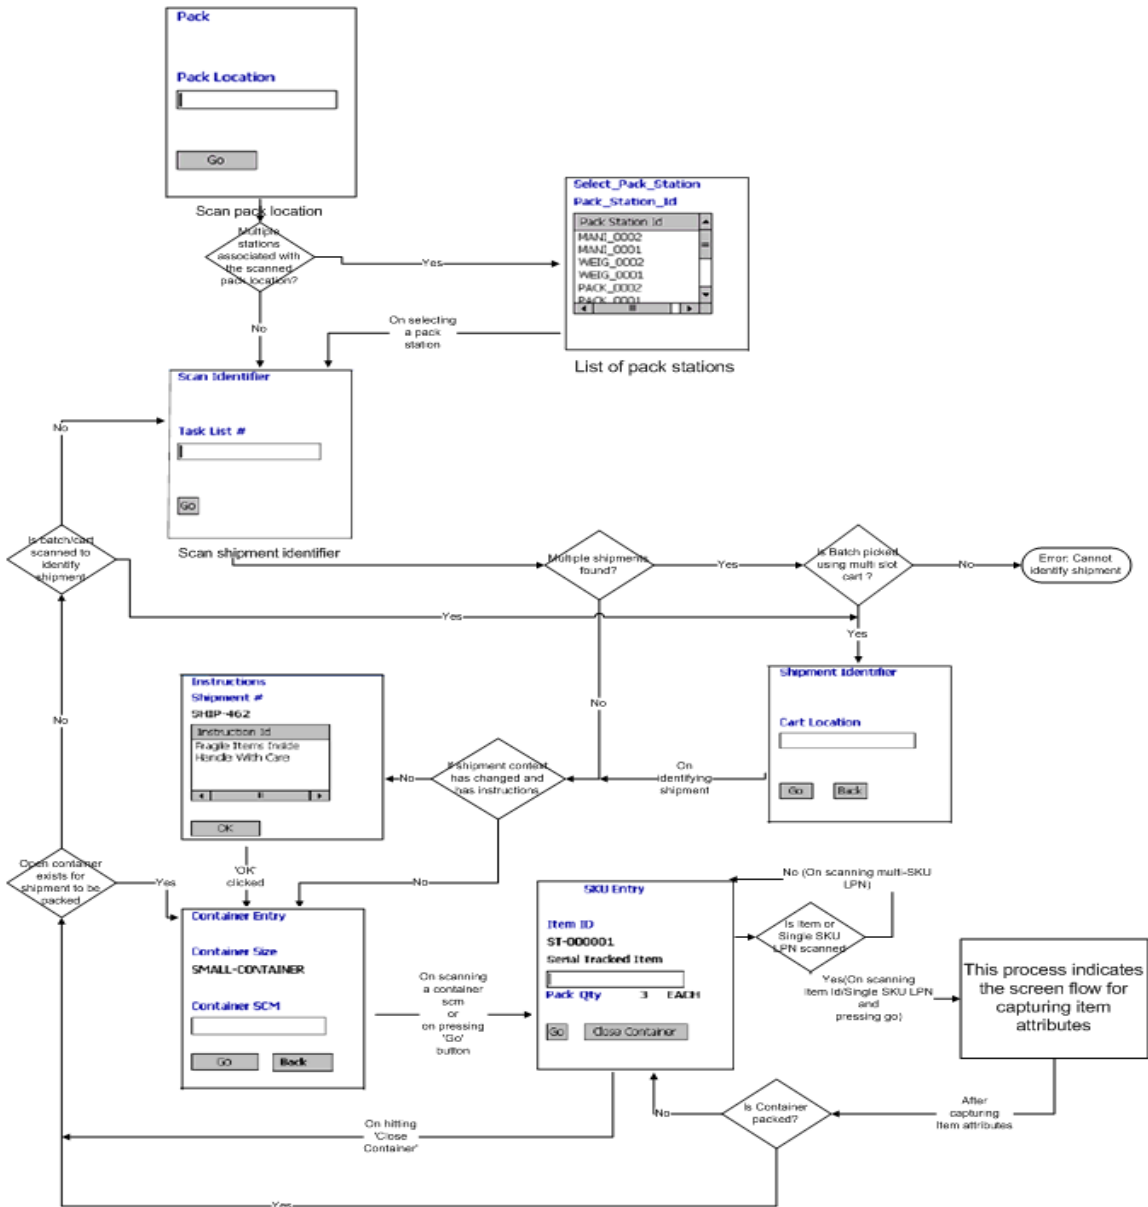 Pack
Pack Location
Go
Scan pack location
Multiple
stations
associated with
the scanned
pack location?
Yes
Select_Pack_Station
Pack_Station_Id
Pack Station Id
MANI_0002
MANI_0001
WEIG_0002
WEIG_0001
PACK_0002
PACK_0001
List of pack stations
No
On selecting
a pack
station
Scan Identifier
Task List #
Go
Scan shipment identifier
No
Is batch/cart
scanned to
identify
shipment
Multiple shipments
found?
Yes
Is Batch picked
using multi slot
cart ?
No
Error: Cannot
identify shipment
Yes
Yes
Shipment Identifier
Cart Location
Go
Back
No
On
identifying
shipment
If shipment context
has changed and
has instructions
No
Instructions
Shipment #
SHIP-462
Instruction Id
Fragile Items Inside
Handle With Care
OK
No
'OK'
clicked
No
Open container
exists for
shipment to be
packed
Yes
Container Entry
Container Size
SMALL-CONTAINER
Container SCM
Go
Back
On scanning
a container
scm
or
on pressing
'Go'
button
SKU Entry
Item ID
ST-000001
Serial Tracked Item
Pack Qty 3 EACH
Go
Close Container
No (On scanning multi-SKU
LPN)
Is Item or
Single SKU
LPN scanned
Yes(On scanning
Item Id/Single SKU LPN
and
pressing go)
This process indicates
the screen flow for
capturing item
attributes
After
capturing
Item attributes
Is Container
packed?
No
On hitting
'Close
Container'
Yes